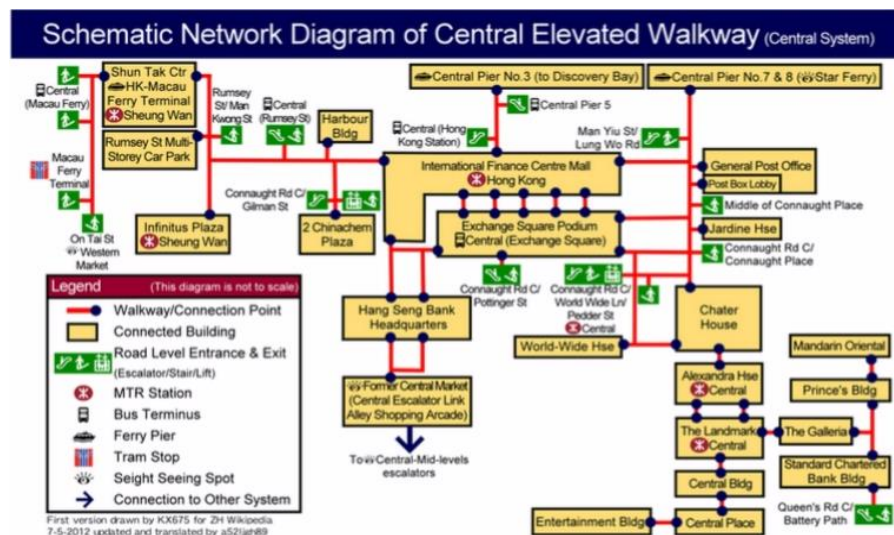 Schematic Network Diagram of Central Elevated Walkway (Central System)
Shun Tak Ctr
HK-Macau
Ferry Terminal
Sheung Wan
Central
(Macau Ferry)
Rumsey
St/ Man
Kwong St
Central
(Rumsey St)
Harbour
Bldg
Central Pier No.3 (to Discovery Bay)
Central Pier No.7 & 8 (Star Ferry)
Central Pier 5
Central (Hong
Kong Station)
Man Yiu St/
Lung Wo Rd
Rumsey St Multi-
Storey Car Park
Macau
Ferry
Terminal
International Finance Centre Mall
Hong Kong
General Post Office
Post Box Lobby
Middle of Connaught Place
Connaught Rd C/
Gilman St
Infinitus Plaza
Sheung Wan
2 Chinachem
Plaza
Exchange Square Podium
Central (Exchange Square)
Jardine Hse
On Tai St
Western
Market
Connaught Rd C/
Connaught Place
Connaught Rd C/
Pottinger St
Connaught Rd C/
World Wide Ln/
Pedder St
Central
Hang Seng Bank
Headquarters
Chater
House
World-Wide Hse
Mandarin Oriental
Alexandra Hse
Central
Prince's Bldg
Former Central Market
(Central Escalator Link
Alley Shopping Arcade)
The Landmark
Central
The Galleria
To Central-Mid-levels
escalators
Standard Chartered
Bank Bldg
Central Bldg
Queen's Rd C/
Battery Path
Entertainment Bldg
Central Place
Legend (This diagram is not to scale)
Walkway/Connection Point
Connected Building
Road Level Entrance & Exit
(Escalator/Stair/Lift)
MTR Station
Bus Terminus
Ferry Pier
Tram Stop
Seight Seeing Spot
Connection to Other System
First version drawn by KX675 for ZH Wikipedia
7-5-2012 updated and translated by